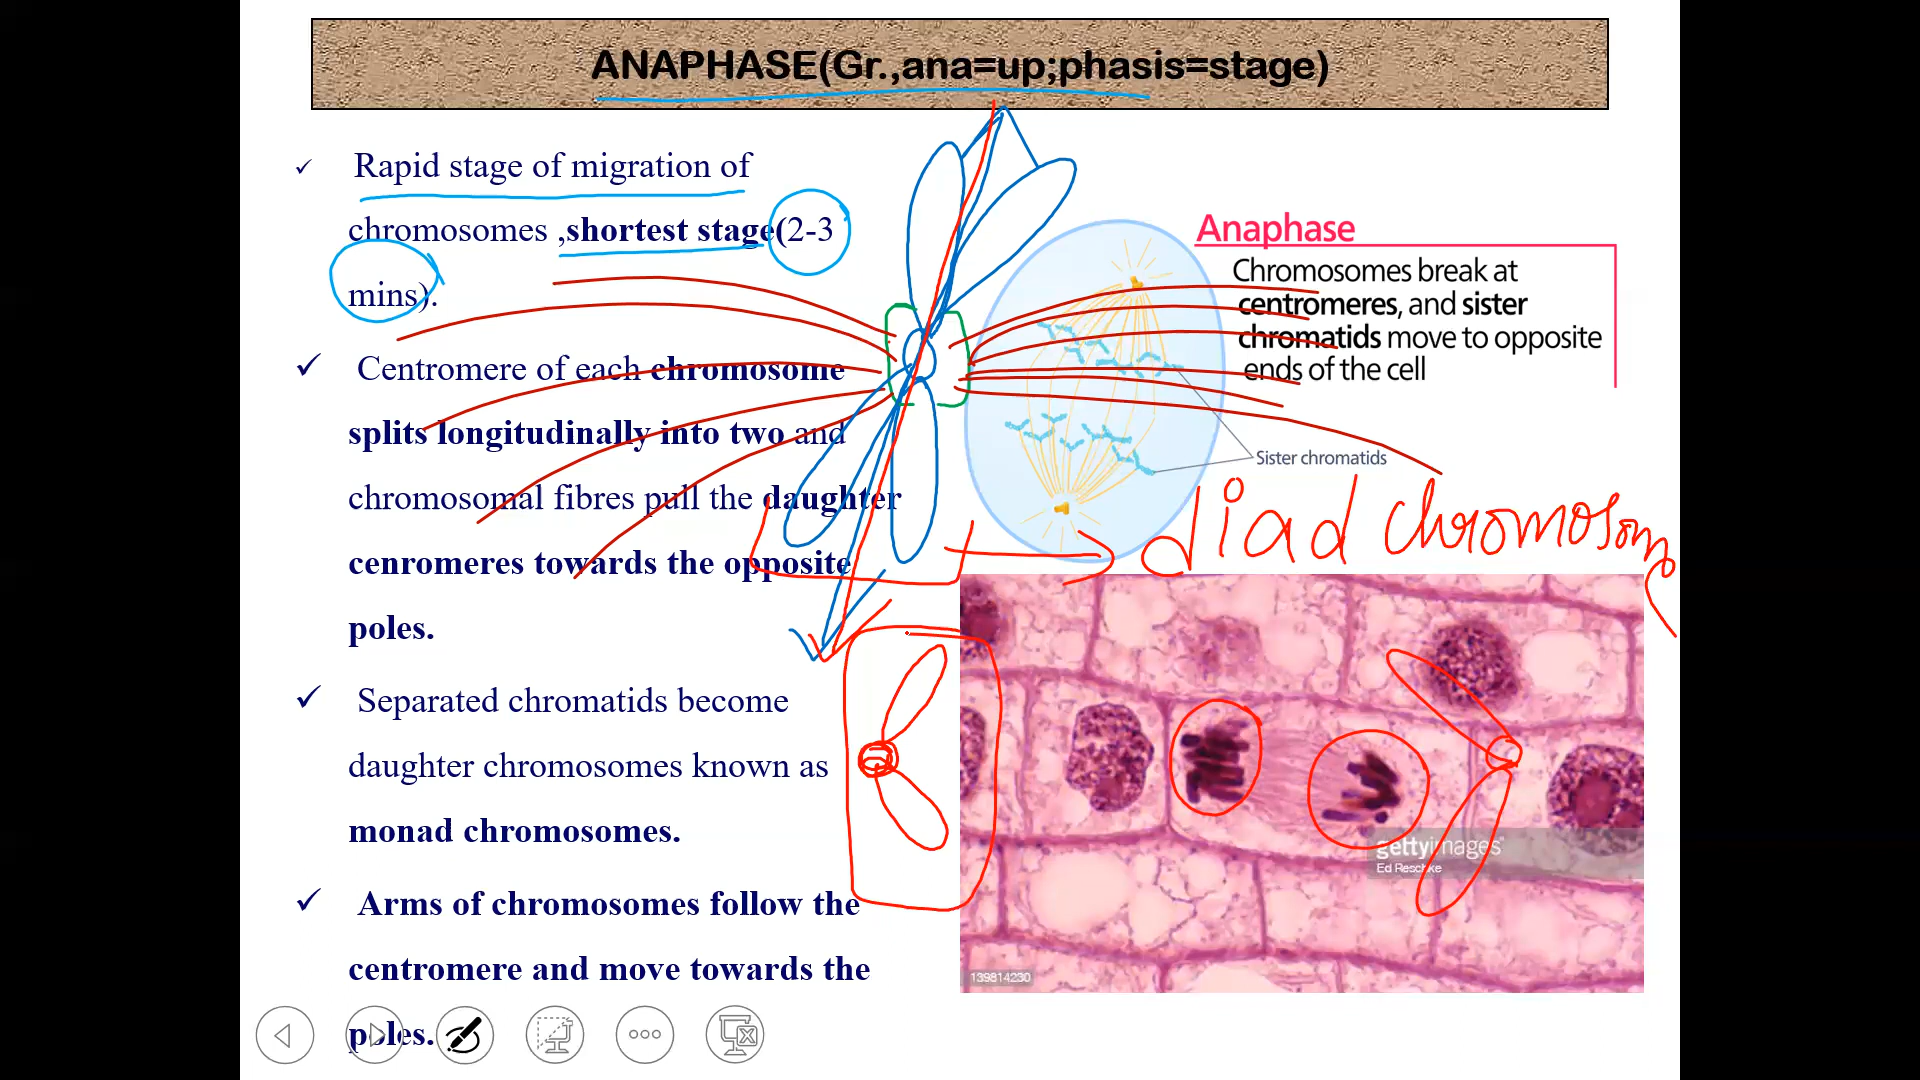 ANAPHASE(Gr.,ana=up;phasis=stage)
✓ Rapid stage of migration of
chromosomes ,shortest stage(2-3
mins).
✓ Centromere of each chromosome
splits longitudinally into two and
chromosomal fibres pull the daughter
cenromeres towards the opposite
poles.
✓ Separated chromatids become
daughter chromosomes known as
monad chromosomes.
✓ Arms of chromosomes follow the
centromere and move towards the
poles.
Anaphase
Chromosomes break at
centromeres, and sister
chromatids move to opposite
ends of the cell
Sister chromatids
diad chromosome
gettyimages
Ed Reschke
139814230